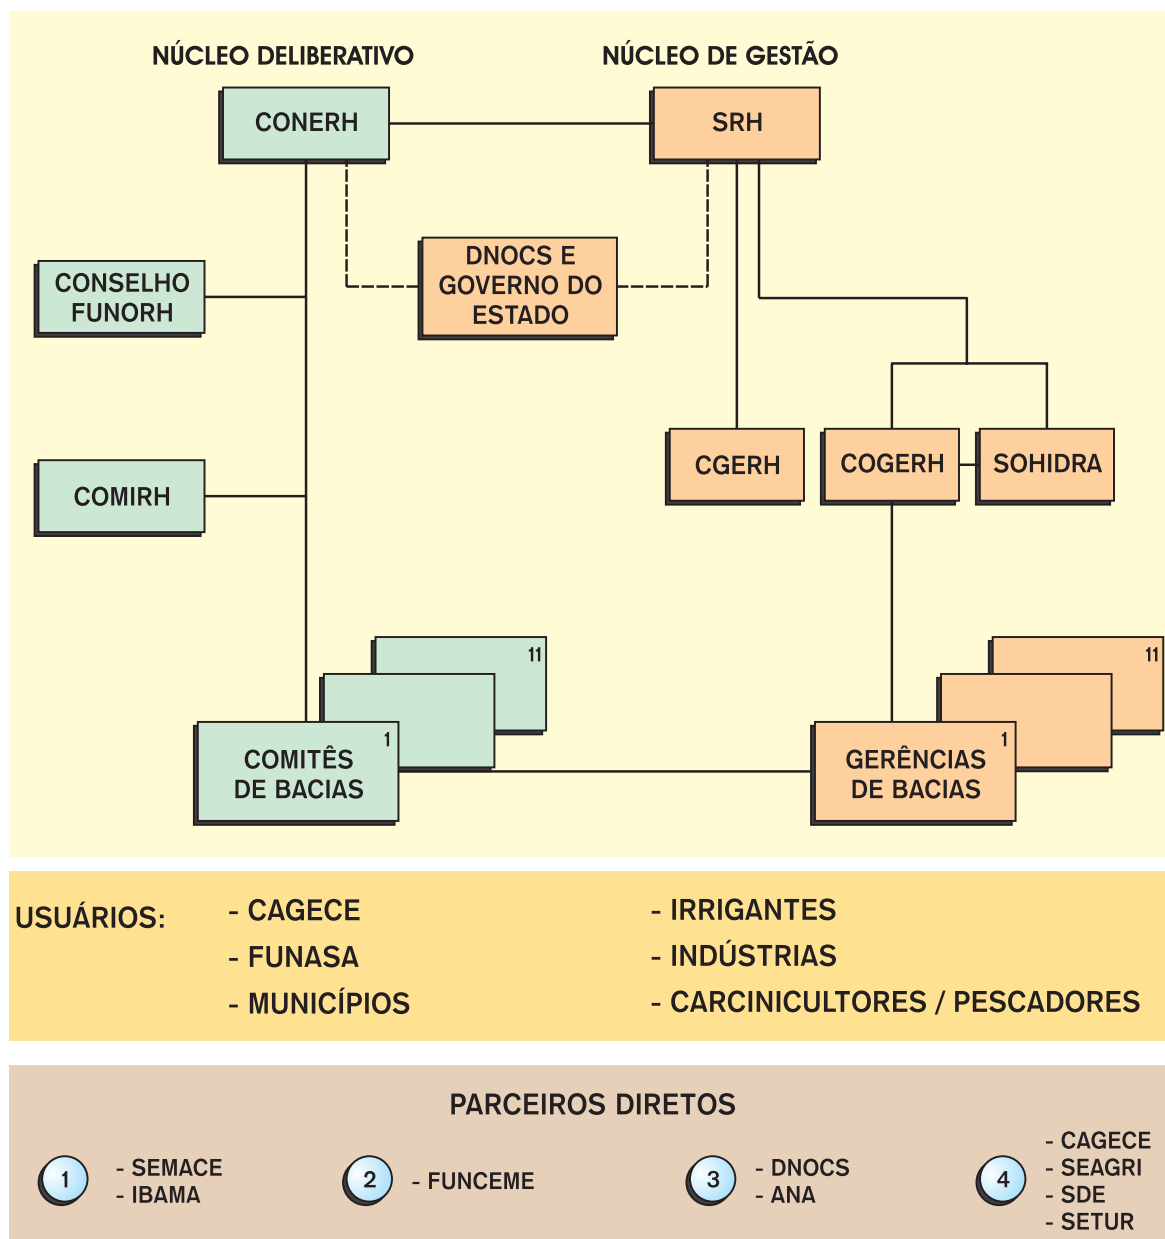 NÚCLEO DELIBERATIVO
NÚCLEO DE GESTÃO
CONERH
SRH
DNOCS E
GOVERNO DO
ESTADO
CONSELHO
FUNORH
CGERH
COGERH
SOHIDRA
COMIRH
11
1
COMITÊS
DE BACIAS
11
1
GERÊNCIAS
DE BACIAS
USUÁRIOS:
- CAGECE
- FUNASA
- MUNICÍPIOS
- IRRIGANTES
- INDÚSTRIAS
- CARCINICULTORES / PESCADORES
PARCEIROS DIRETOS
1
- SEMACE
- IBAMA
2
- FUNCEME
3
- DNOCS
- ANA
4
- CAGECE
- SEAGRI
- SDE
- SETUR